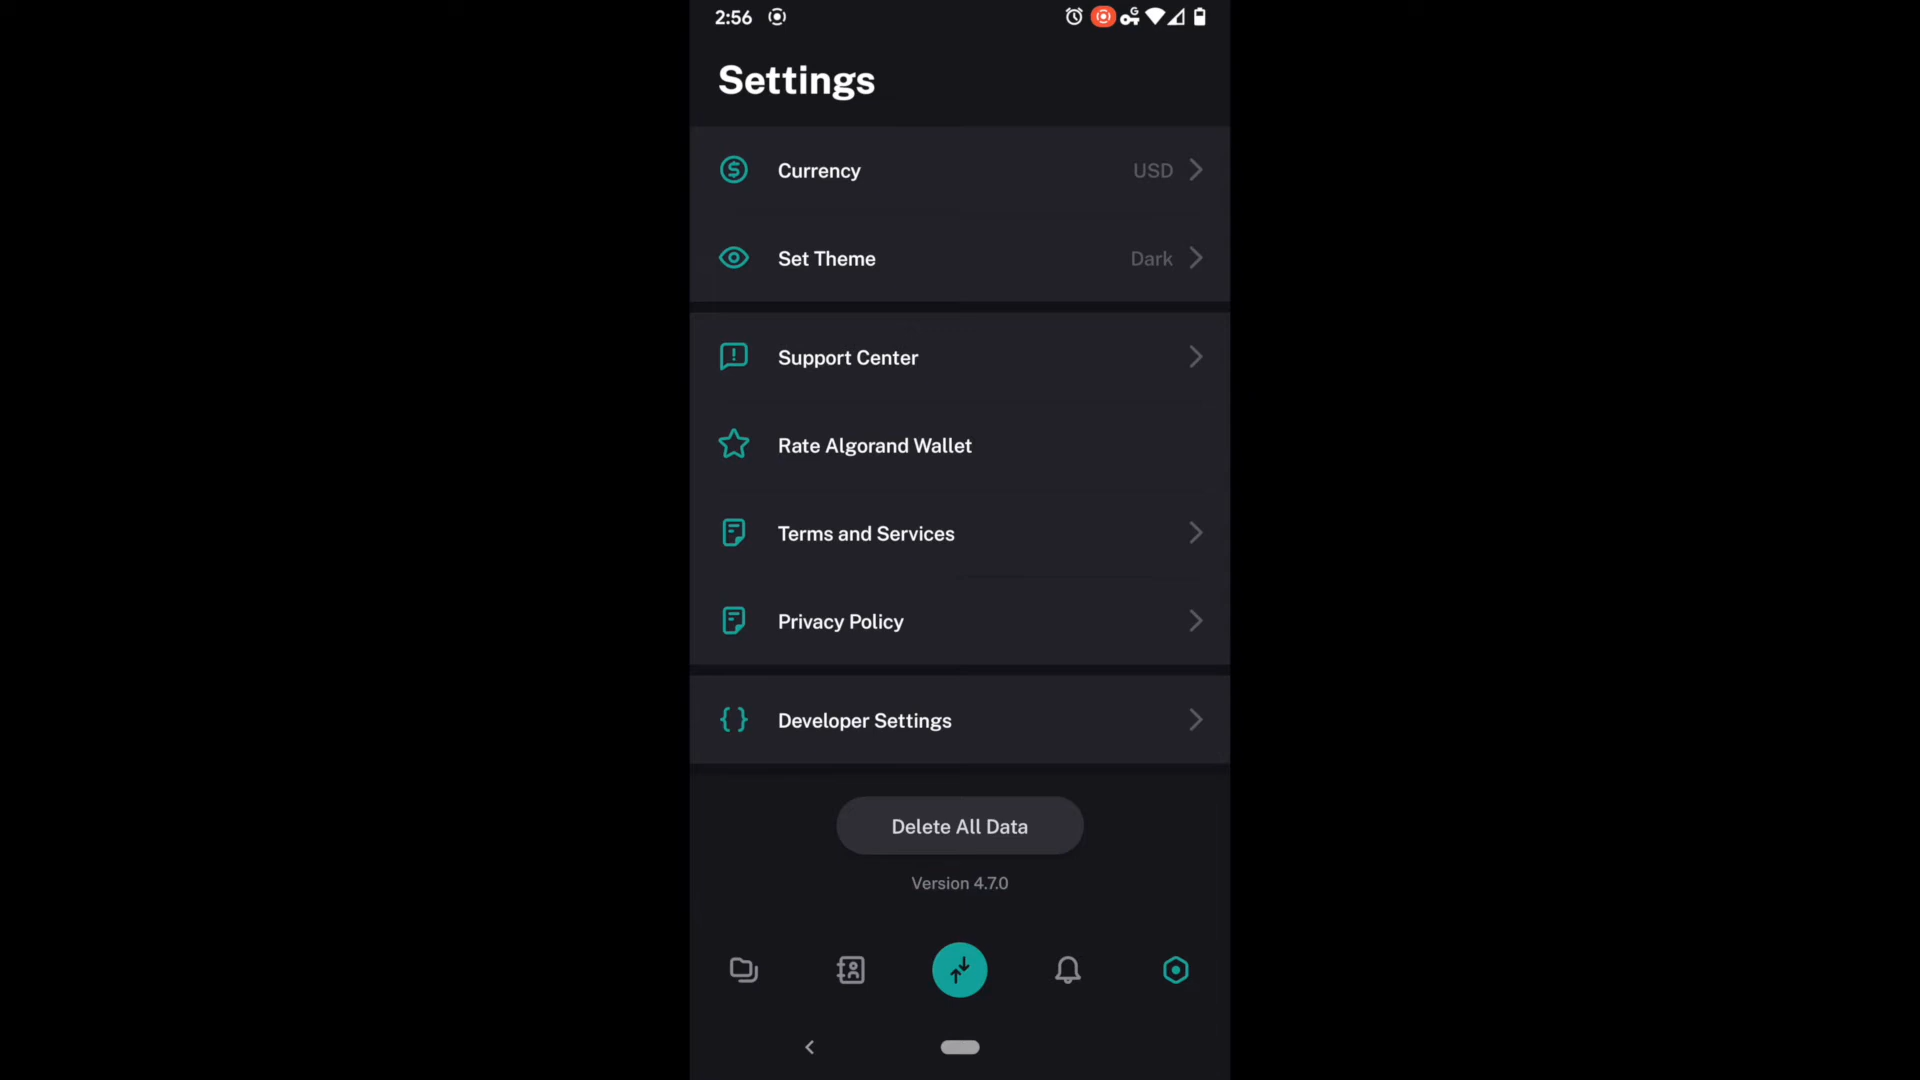 2:56
Settings
Currency USD
Set Theme Dark
Support Center
Rate Algorand Wallet
Terms and Services
Privacy Policy
Developer Settings
Delete All Data
Version 4.7.0